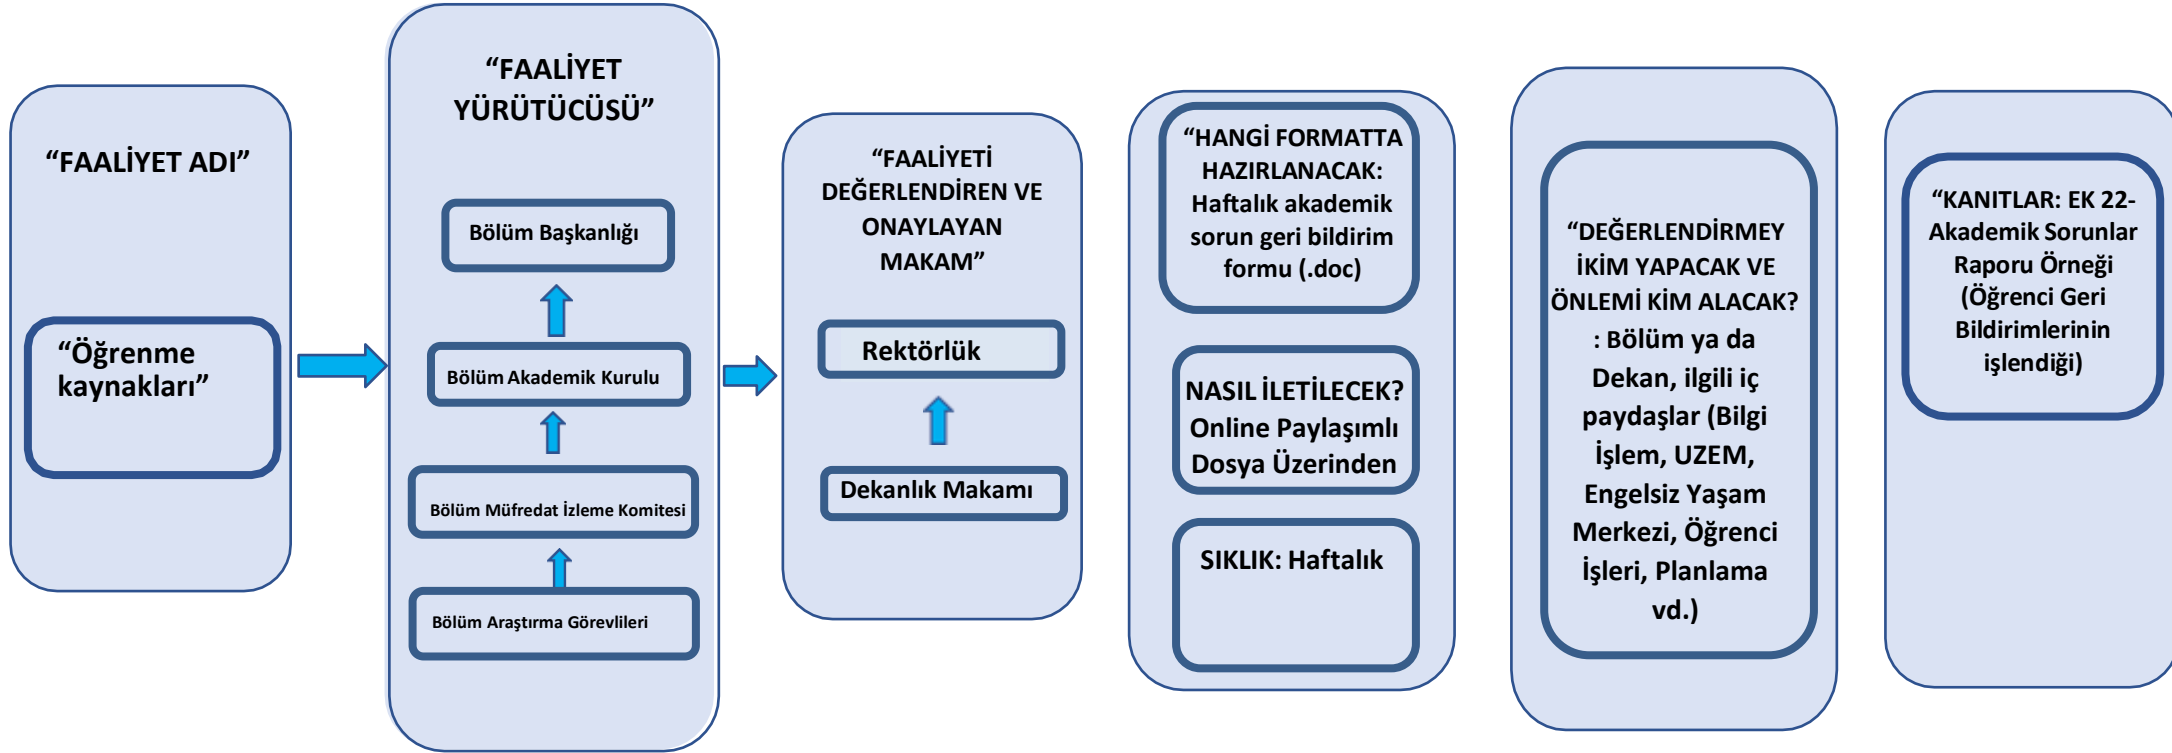 “FAALİYET ADI”
“Öğrenme
kaynakları”
“FAALİYET
YÜRÜTÜCÜSÜ”
Bölüm Başkanlığı
Bölüm Akademik Kurulu
Bölüm Müfredat İzleme Komitesi
Bölüm Araştırma Görevlileri
“FAALİYETİ
DEĞERLENDİREN VE
ONAYLAYAN
MAKAM”
Rektörlük
Dekanlık Makamı
“HANGİ FORMATTA
HAZIRLANACAK:
Haftalık akademik
sorun geri bildirim
formu (.doc)
NASIL İLETİLECEK?
Online Paylaşımlı
Dosya Üzerinden
SIKLIK: Haftalık
“DEĞERLENDİRMEY
İKİM YAPACAK VE
ÖNLEMİ KİM ALACAK?
: Bölüm ya da
Dekan, ilgili iç
paydaşlar (Bilgi
İşlem, UZEM,
Engelsiz Yaşam
Merkezi, Öğrenci
İşleri, Planlama
vd.)
“KANITLAR: EK 22-
Akademik Sorunlar
Raporu Örneği
(Öğrenci Geri
Bildirimlerinin
işlendiği)